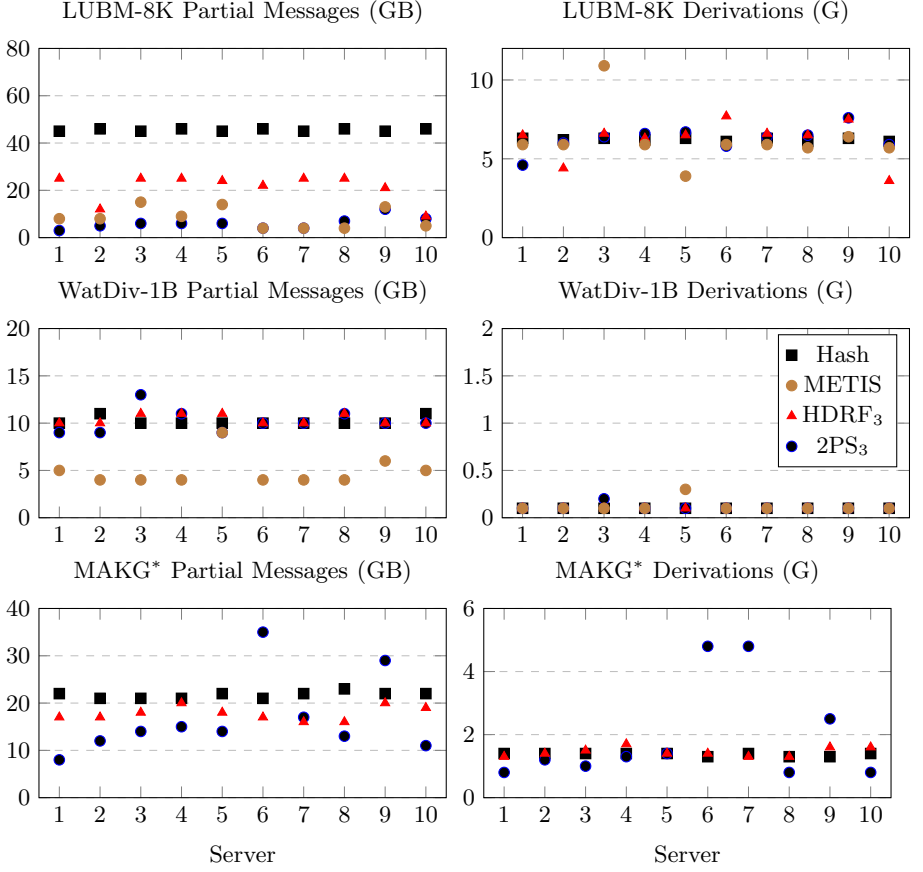 LUBM-8K Partial Messages (GB)
80
60
40
20
0
1 2 3 4 5 6 7 8 9 10
LUBM-8K Derivations (G)
10
5
0
1 2 3 4 5 6 7 8 9 10
WatDiv-1B Partial Messages (GB)
20
15
10
5
0
1 2 3 4 5 6 7 8 9 10
WatDiv-1B Derivations (G)
2
1.5
1
0.5
0
1 2 3 4 5 6 7 8 9 10
Hash
METIS
HDRF₃
2PS₃
MAKG* Partial Messages (GB)
40
30
20
10
0
1 2 3 4 5 6 7 8 9 10
Server
MAKG* Derivations (G)
6
4
2
0
1 2 3 4 5 6 7 8 9 10
Server